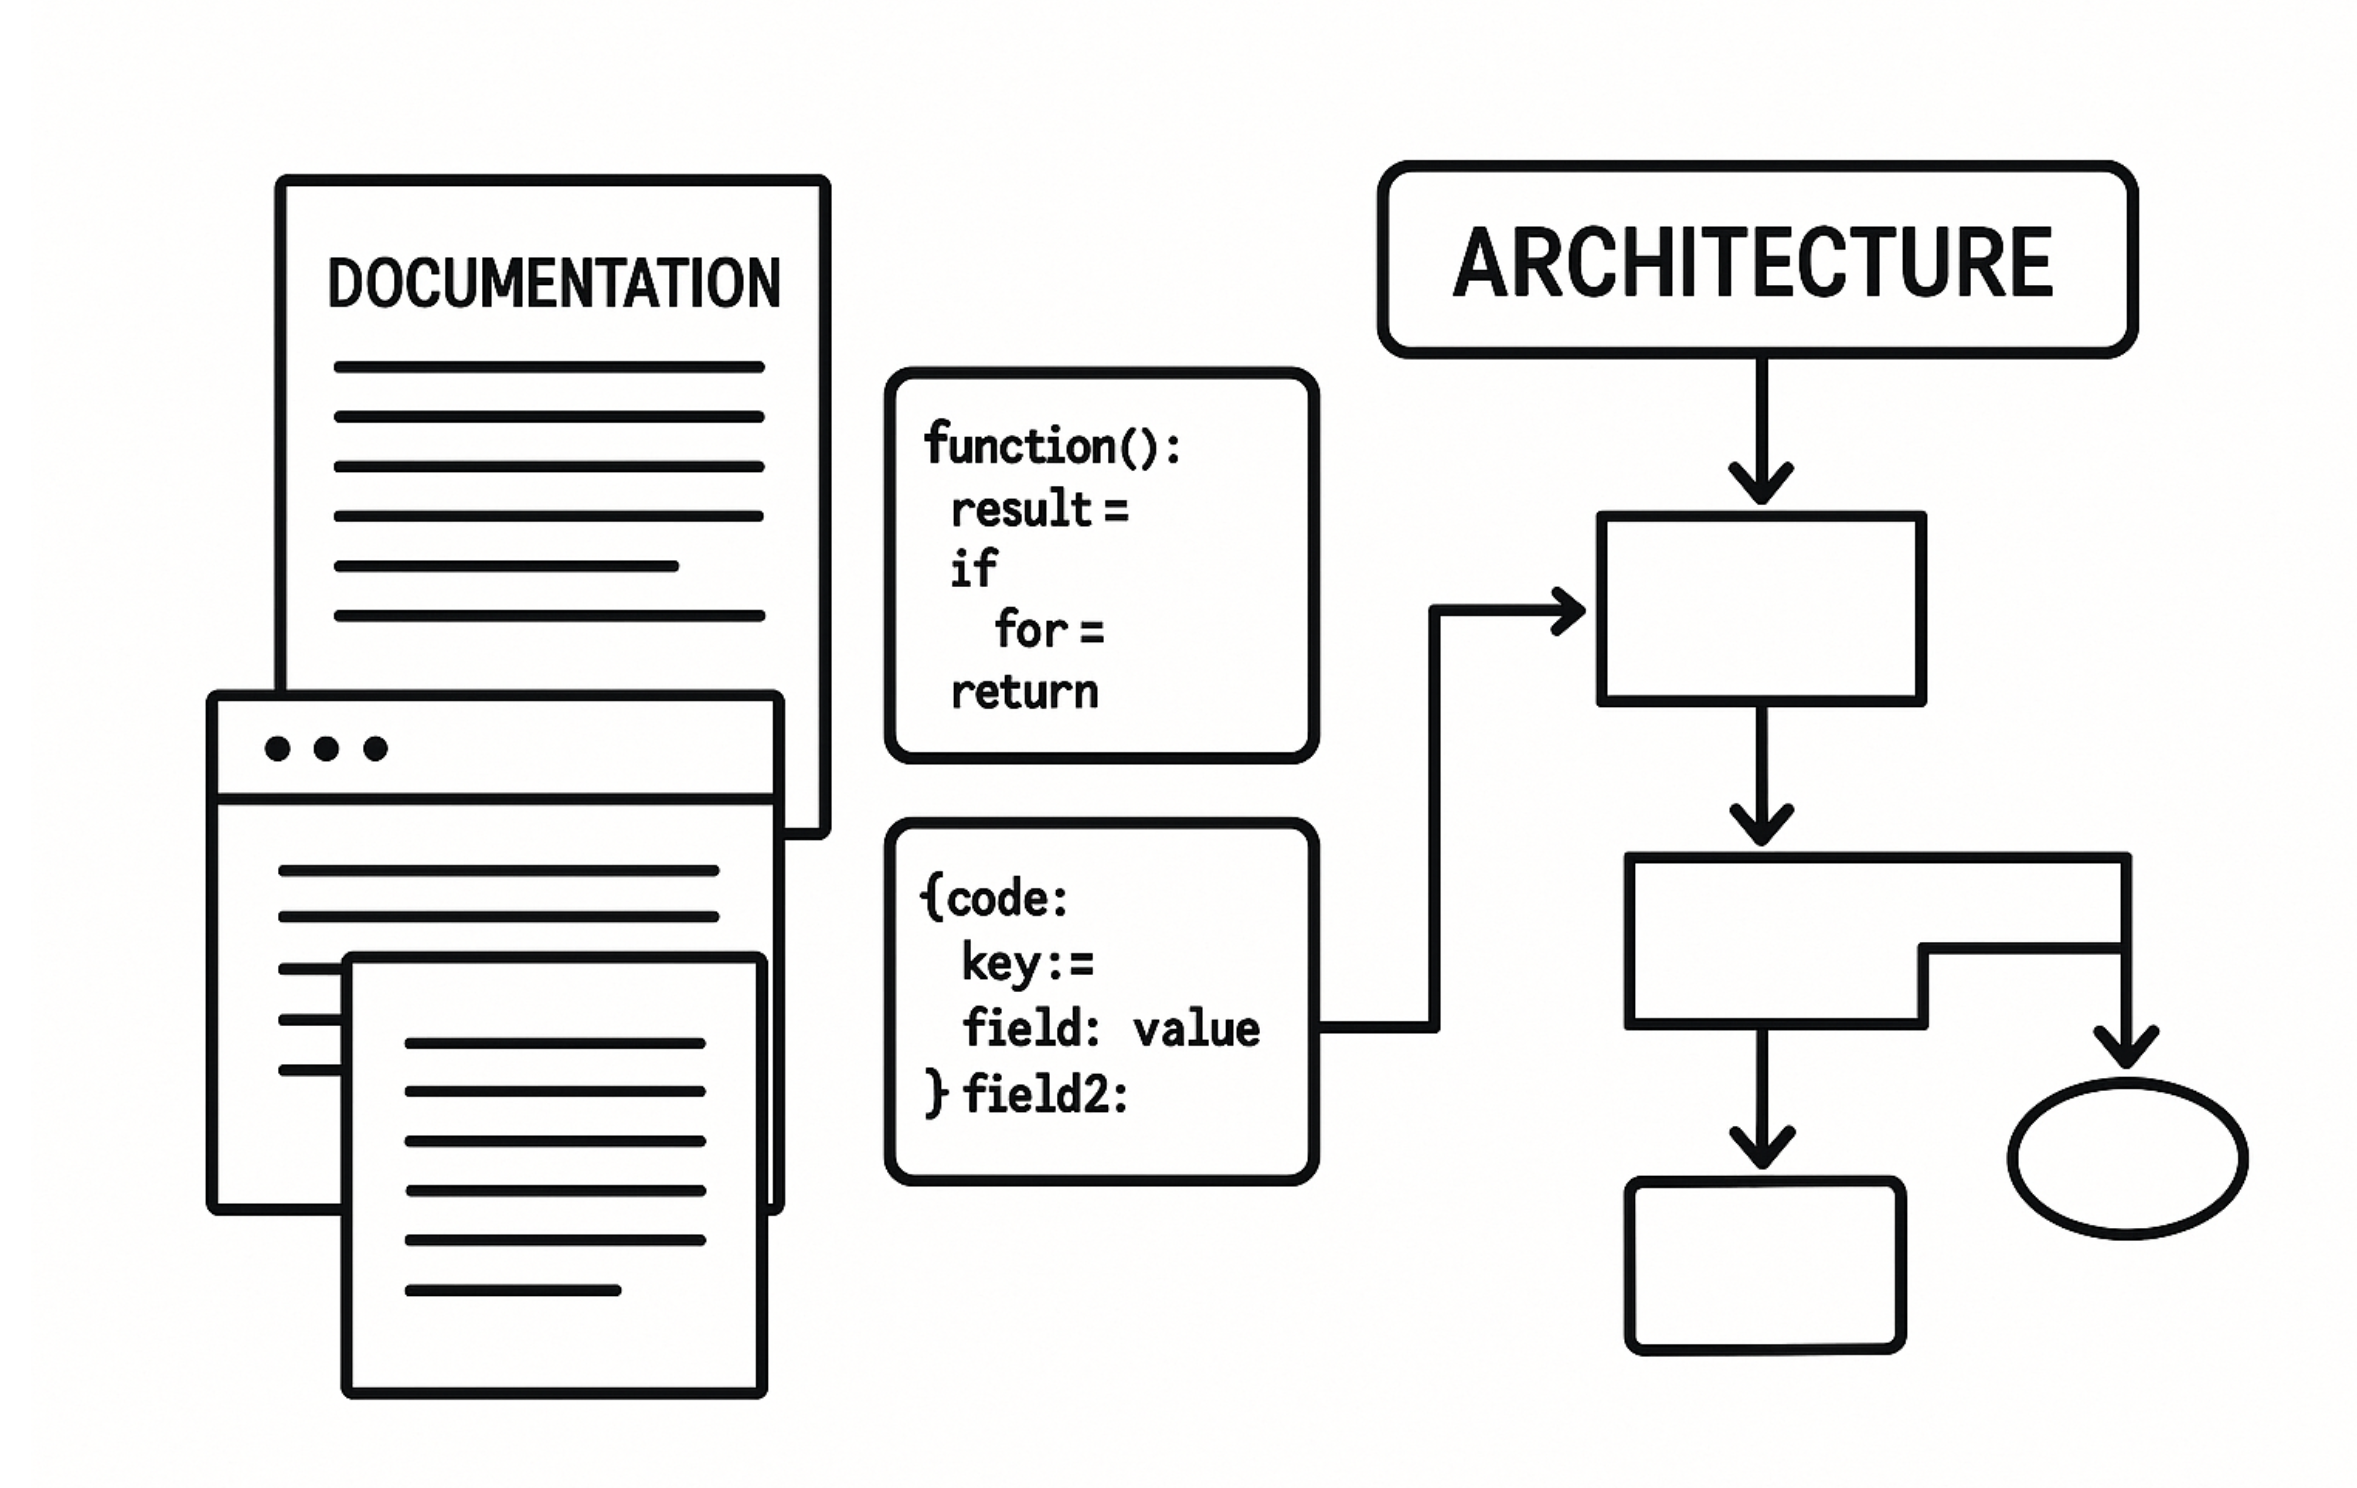 DOCUMENTATION
function():
result =
if
for =
return
{code:
key:=
field: value
} field2:
ARCHITECTURE